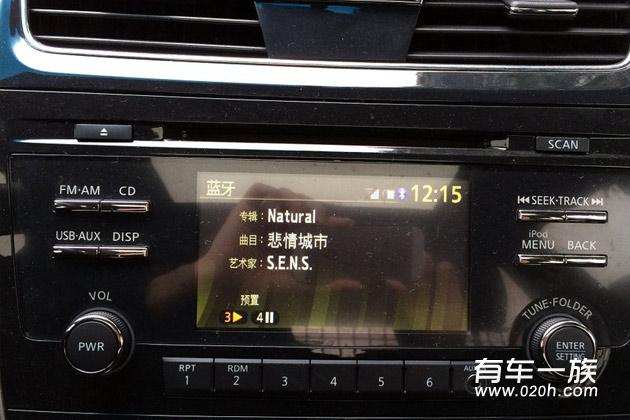 SCAN
FM·AM CD
USB·AUX DISP
VOL
PWR
蓝牙 12:15
专辑：Natural
曲目：悲情城市
艺术家：S.E.N.S.
预置
3 4
SEEK·TRACK
iPod
MENU BACK
TUNE·FOLDER
ENTER
SETTING
RPT RDM
1 2 3 4 5 6 AUX
有车一族
www.020h.com